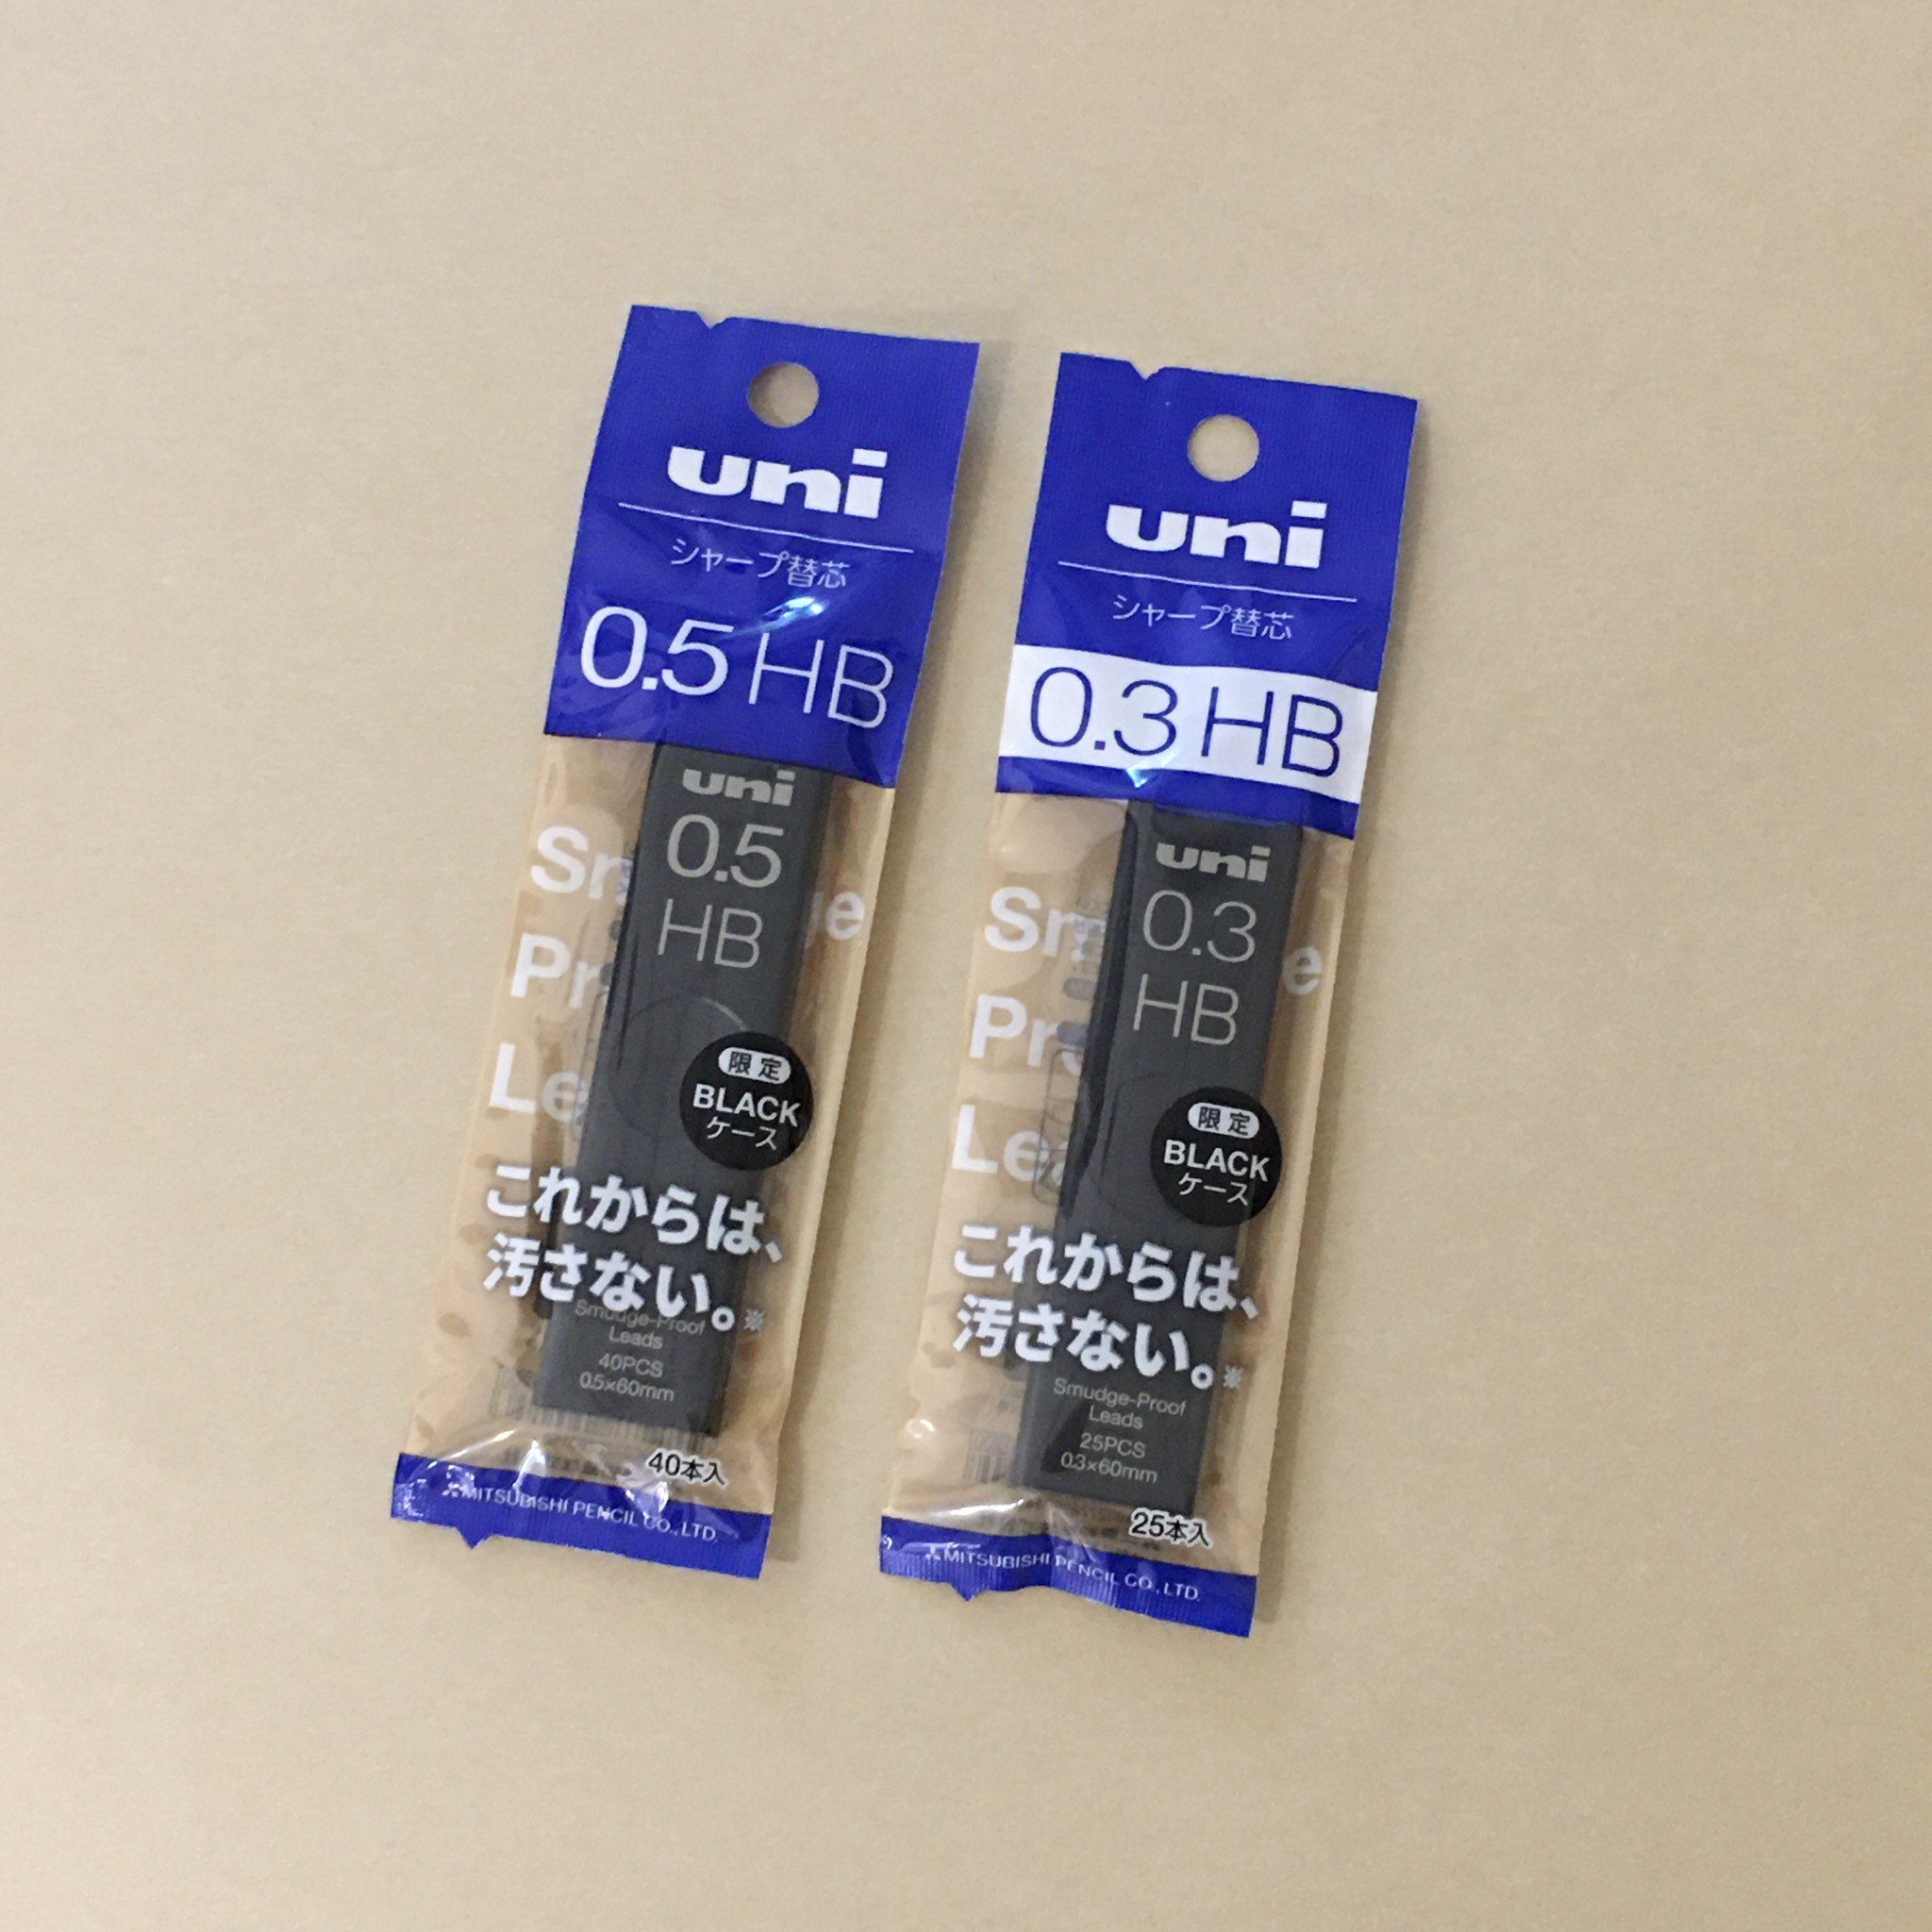 uni
シャープ替芯
0.5 HB
uni
0.5
HB
限定
BLACK
ケース
これからは、
汚さない。※
Smudge-Proof
Leads
40PCS
0.5×60mm
40本入
MITSUBISHI PENCIL CO., LTD.
uni
シャープ替芯
0.3 HB
uni
0.3
HB
限定
BLACK
ケース
これからは、
汚さない。※
Smudge-Proof
Leads
25PCS
0.3×60mm
25本入
MITSUBISHI PENCIL CO., LTD.